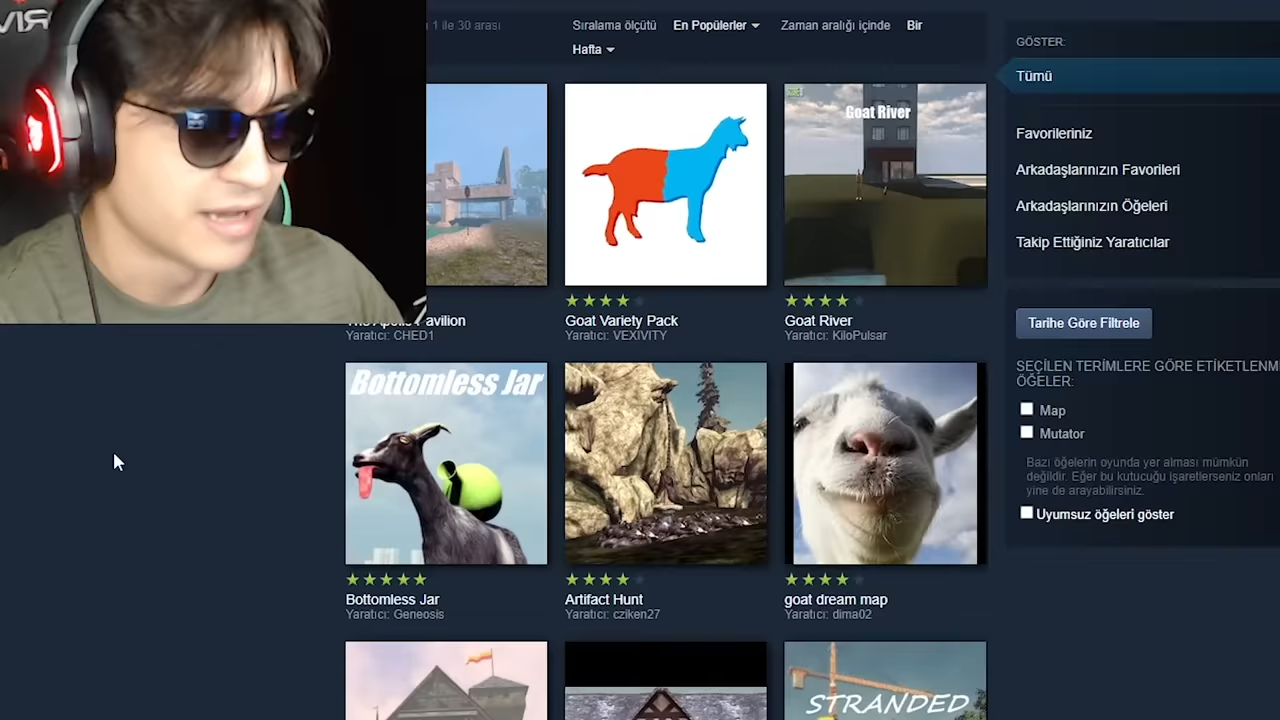 1 ile 30 arası
Sıralama ölçütü En Popülerler Zaman aralığı içinde Bir
Hafta
GÖSTER:
Tümü
Favorileriniz
Arkadaşlarınızın Favorileri
Arkadaşlarınızın Öğeleri
Takip Ettiğiniz Yaratıcılar
Goat River
The Apollo Pavilion
Yaratıcı: CHED1
Goat Variety Pack
Yaratıcı: VEXIVITY
Goat River
Yaratıcı: KiloPulsar
Tarihe Göre Filtrele
SEÇİLEN TERİMLERE GÖRE ETİKETLENM
ÖĞELER:
Map
Mutator
Bazı öğelerin oyunda yer alması mümkün
değildir. Eğer bu kutucuğu işaretlerseniz onları
yine de arayabilirsiniz.
Uyumsuz öğeleri göster
Bottomless Jar
Bottomless Jar
Yaratıcı: Geneosis
Artifact Hunt
Yaratıcı: cziken27
goat dream map
Yaratıcı: dima02
STRANDED